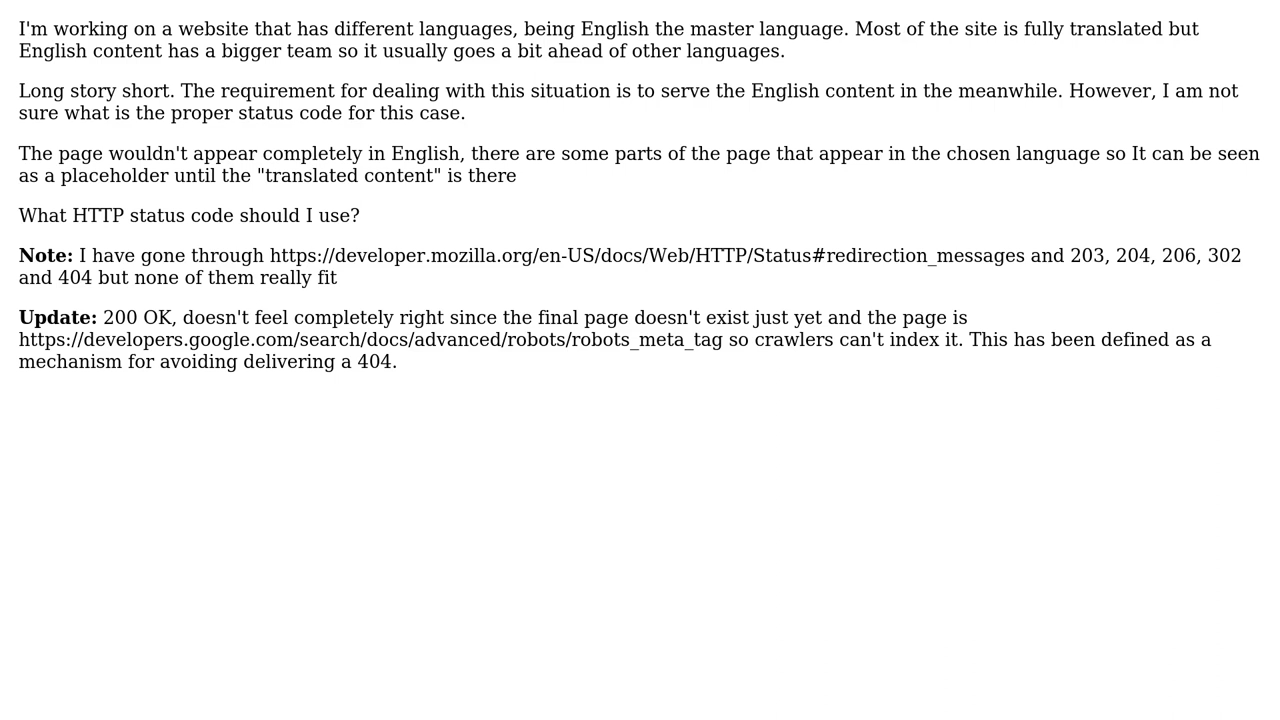 I'm working on a website that has different languages, being English the master language. Most of the site is fully translated but
English content has a bigger team so it usually goes a bit ahead of other languages.
Long story short. The requirement for dealing with this situation is to serve the English content in the meanwhile. However, I am not
sure what is the proper status code for this case.
The page wouldn't appear completely in English, there are some parts of the page that appear in the chosen language so It can be seen
as a placeholder until the "translated content" is there
What HTTP status code should I use?
Note: I have gone through https://developer.mozilla.org/en-US/docs/Web/HTTP/Status#redirection_messages and 203, 204, 206, 302
and 404 but none of them really fit
Update: 200 OK, doesn't feel completely right since the final page doesn't exist just yet and the page is
https://developers.google.com/search/docs/advanced/robots/robots_meta_tag so crawlers can't index it. This has been defined as a
mechanism for avoiding delivering a 404.